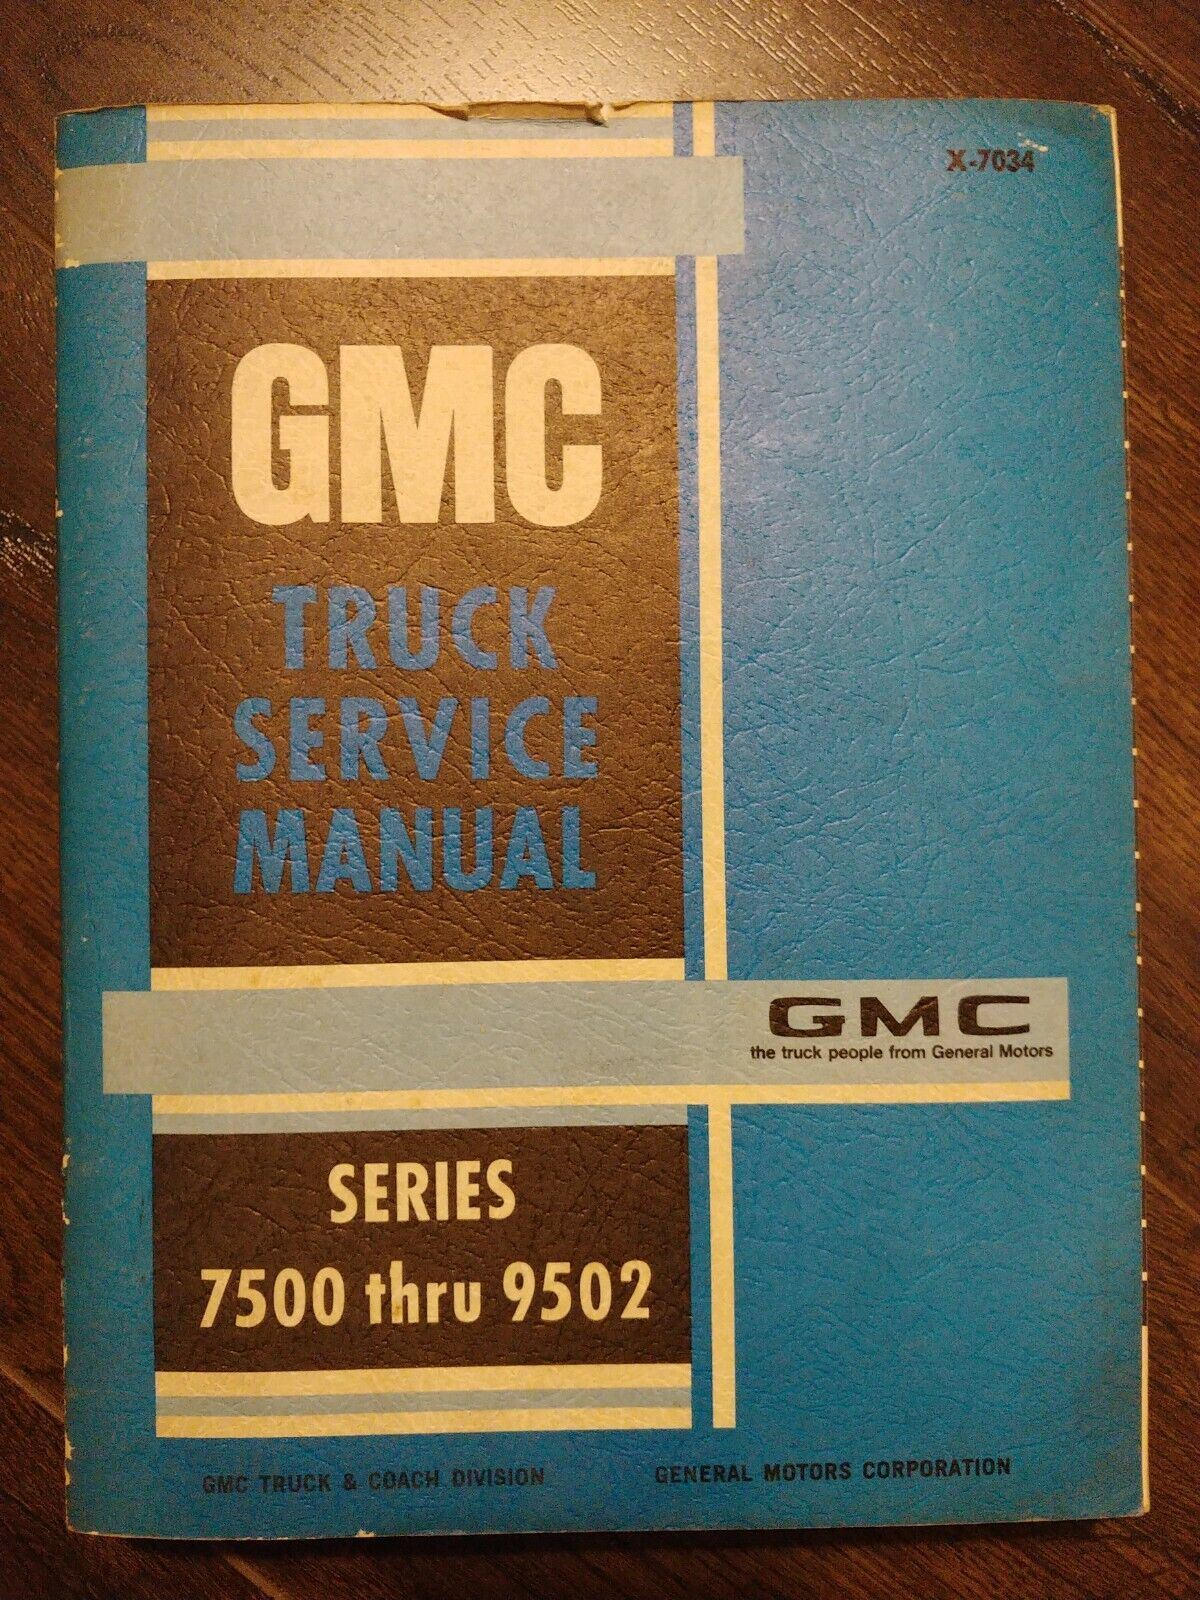 X-7034
GMC
TRUCK
SERVICE
MANUAL
GMC
the truck people from General Motors
SERIES
7500 thru 9502
GMC TRUCK & COACH DIVISION
GENERAL MOTORS CORPORATION